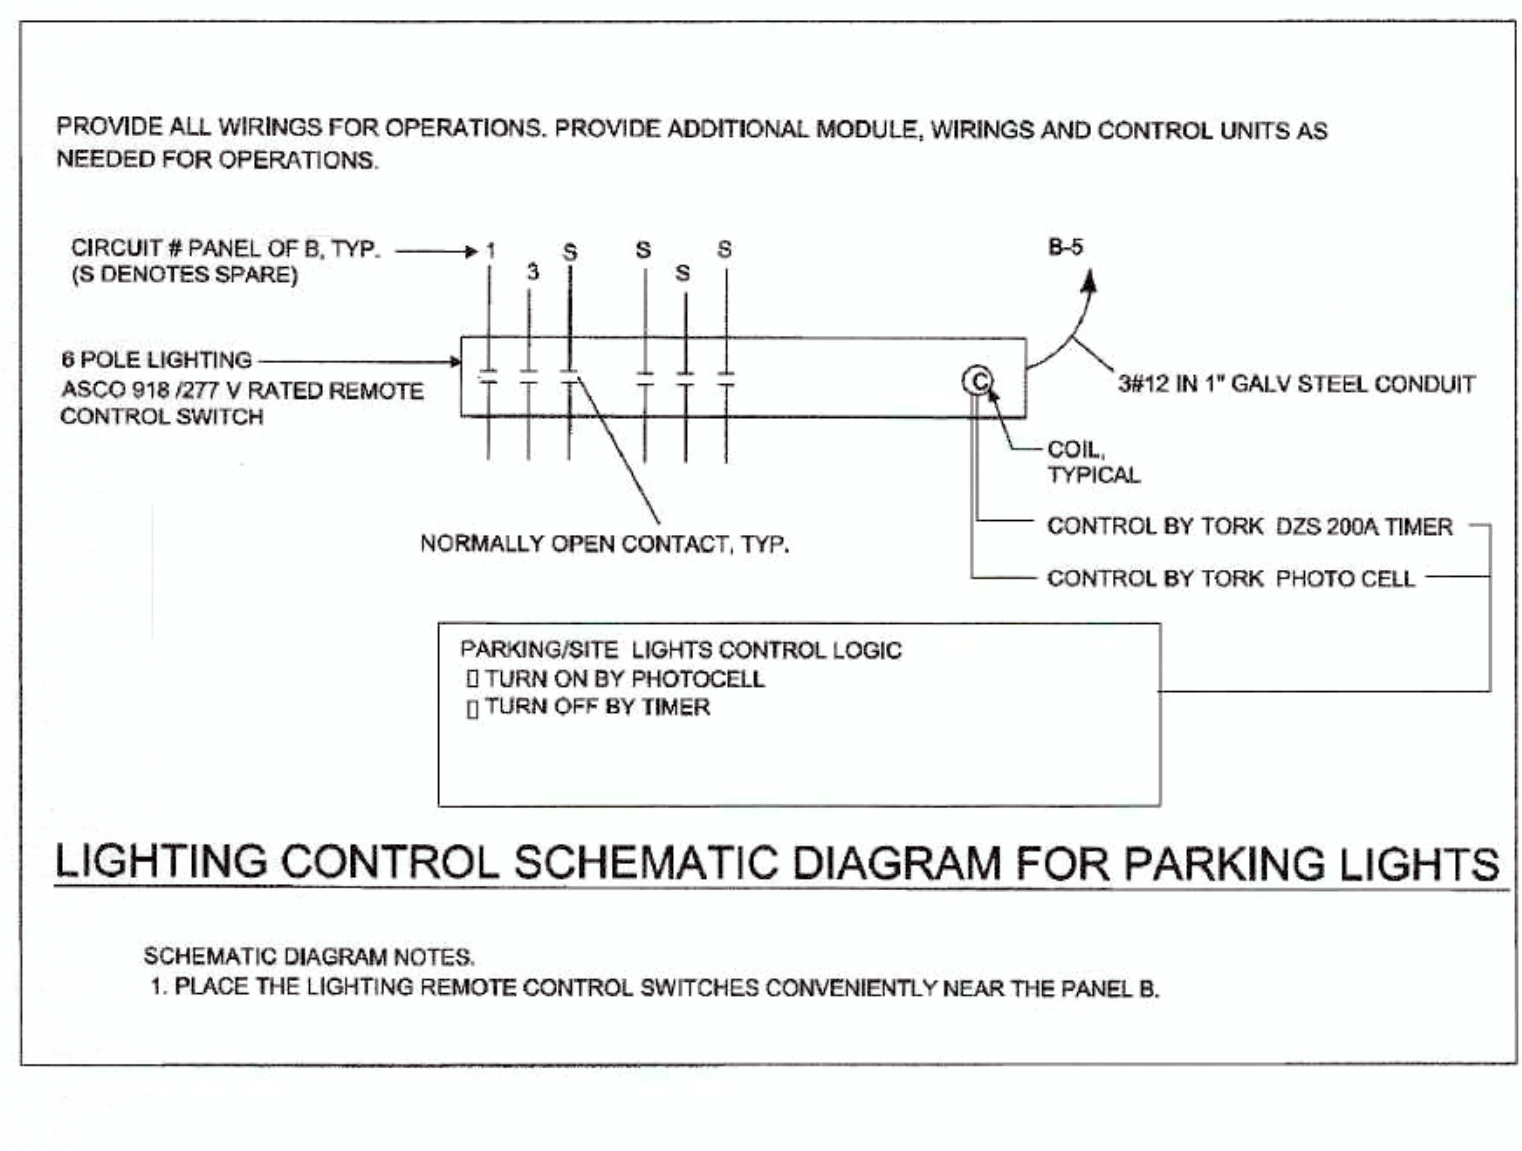 PROVIDE ALL WIRINGS FOR OPERATIONS. PROVIDE ADDITIONAL MODULE, WIRINGS AND CONTROL UNITS AS
NEEDED FOR OPERATIONS.
CIRCUIT # PANEL OF B, TYP.
(S DENOTES SPARE)
1
3
S
S
S
S
B-5
6 POLE LIGHTING
ASCO 918 /277 V RATED REMOTE
CONTROL SWITCH
C
3#12 IN 1" GALV STEEL CONDUIT
COIL,
TYPICAL
NORMALLY OPEN CONTACT, TYP.
CONTROL BY TORK DZS 200A TIMER
CONTROL BY TORK PHOTO CELL
PARKING/SITE LIGHTS CONTROL LOGIC
TURN ON BY PHOTOCELL
TURN OFF BY TIMER
LIGHTING CONTROL SCHEMATIC DIAGRAM FOR PARKING LIGHTS
SCHEMATIC DIAGRAM NOTES.
1. PLACE THE LIGHTING REMOTE CONTROL SWITCHES CONVENIENTLY NEAR THE PANEL B.